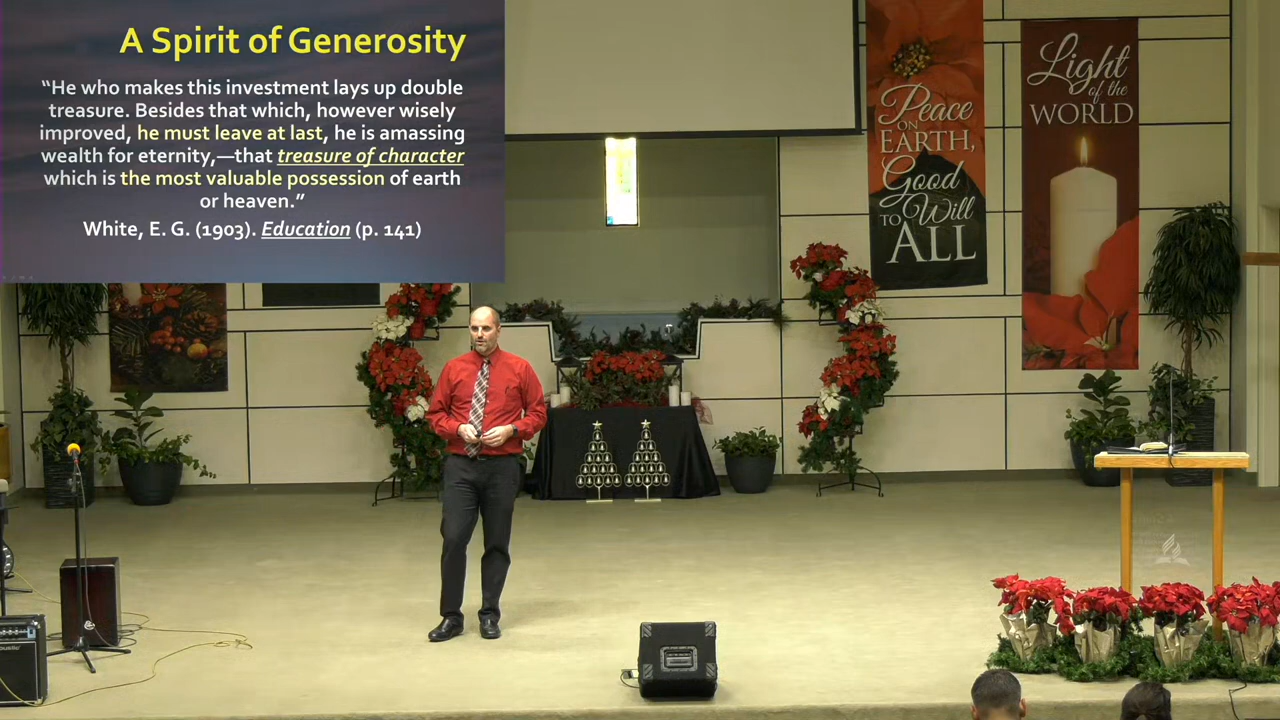 A Spirit of Generosity
“He who makes this investment lays up double
treasure. Besides that which, however wisely
improved, he must leave at last, he is amassing
wealth for eternity,—that treasure of character
which is the most valuable possession of earth
or heaven.”
White, E. G. (1903). Education (p. 141)
Peace
ON
EARTH,
Good
TO Will
ALL
Light
of the
WORLD